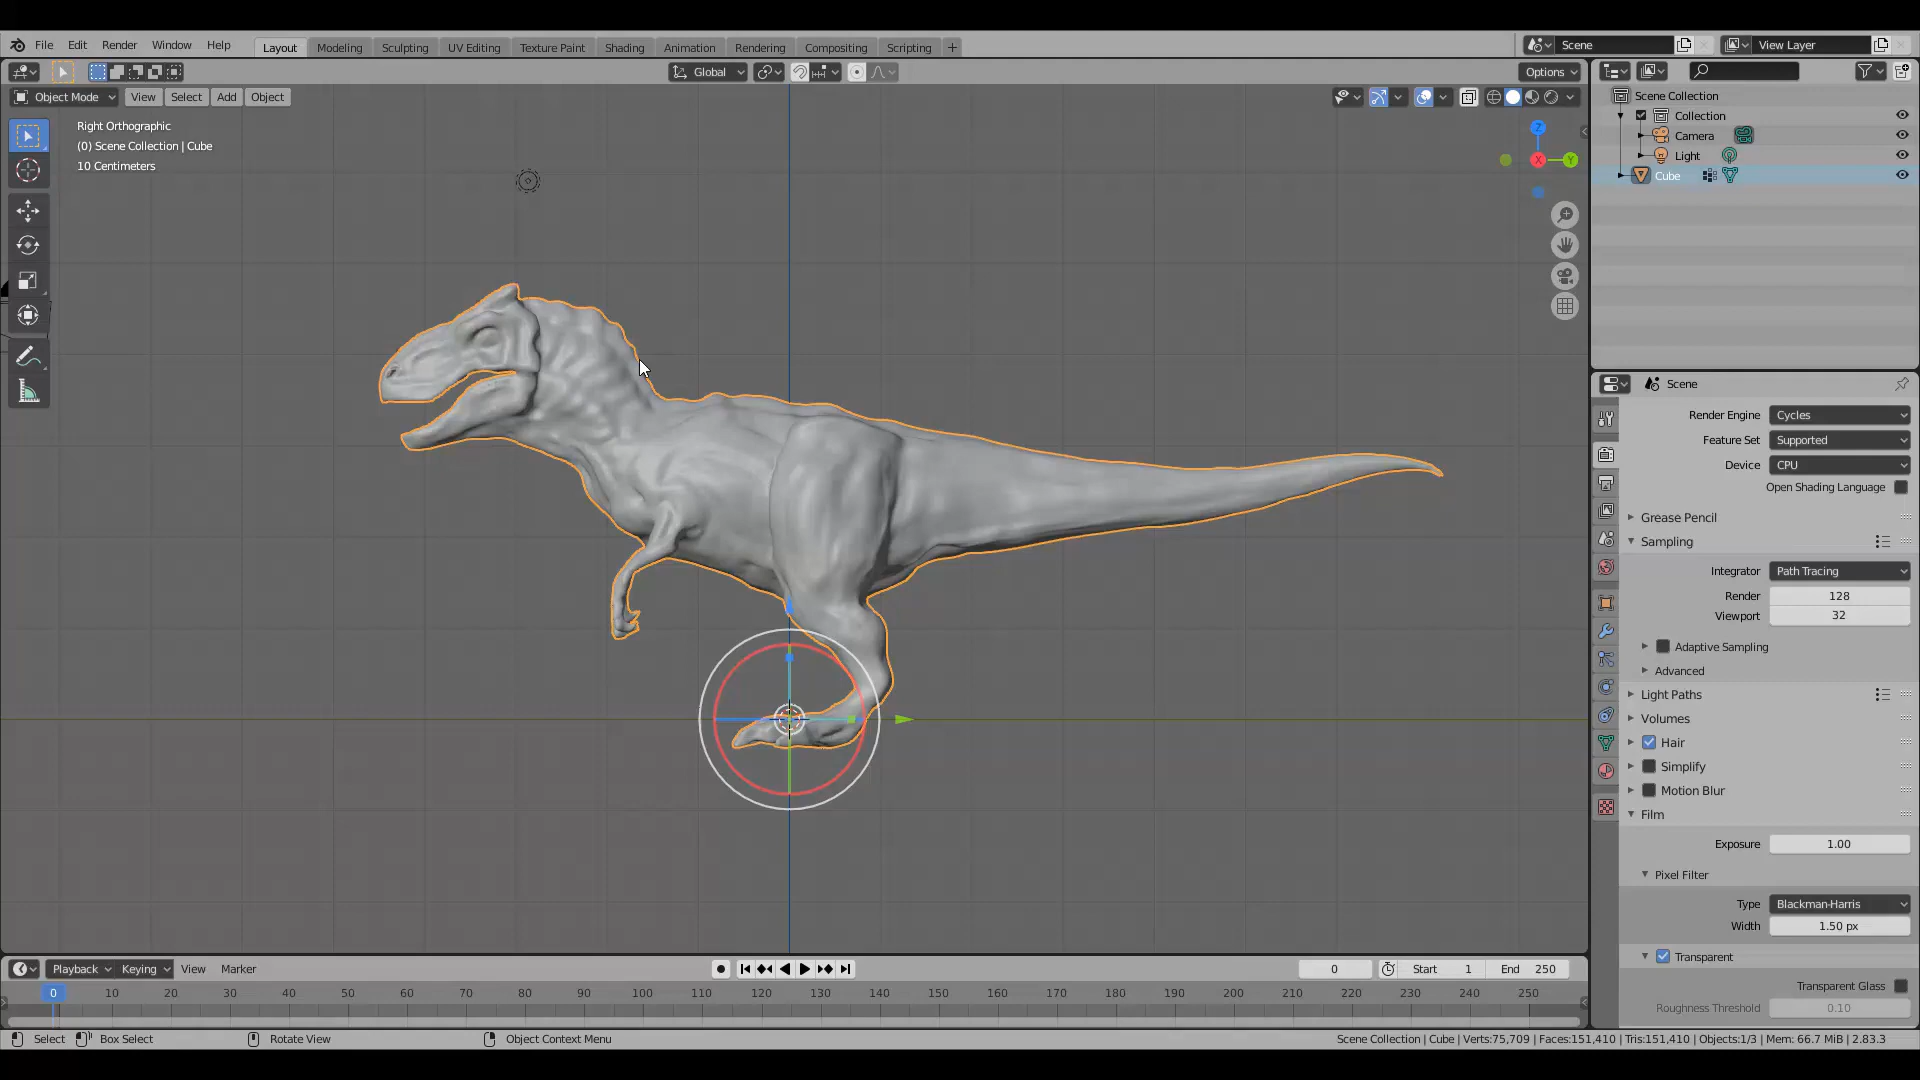 File Edit Render Window Help Layout Modeling Sculpting UV Editing Texture Paint Shading Animation Rendering Compositing Scripting + Scene View Layer
Global Options
Object Mode View Select Add Object
Right Orthographic
(0) Scene Collection | Cube
10 Centimeters
Z
X Y
Scene Collection
Collection
Camera
Light
Cube
Scene
Render Engine Cycles
Feature Set Supported
Device CPU
Open Shading Language
Grease Pencil
Sampling
Integrator Path Tracing
Render 128
Viewport 32
Adaptive Sampling
Advanced
Light Paths
Volumes
Hair
Simplify
Motion Blur
Film
Exposure 1.00
Pixel Filter
Type Blackman-Harris
Width 1.50 px
Transparent
Transparent Glass
Roughness Threshold 0.10
Playback Keying View Marker 0 Start 1 End 250
0 10 20 30 40 50 60 70 80 90 100 110 120 130 140 150 160 170 180 190 200 210 220 230 240 250
Select Box Select Rotate View Object Context Menu Scene Collection | Cube | Verts:75,709 | Faces:151,410 | Tris:151,410 | Objects:1/3 | Mem: 66.7 MiB | 2.83.3